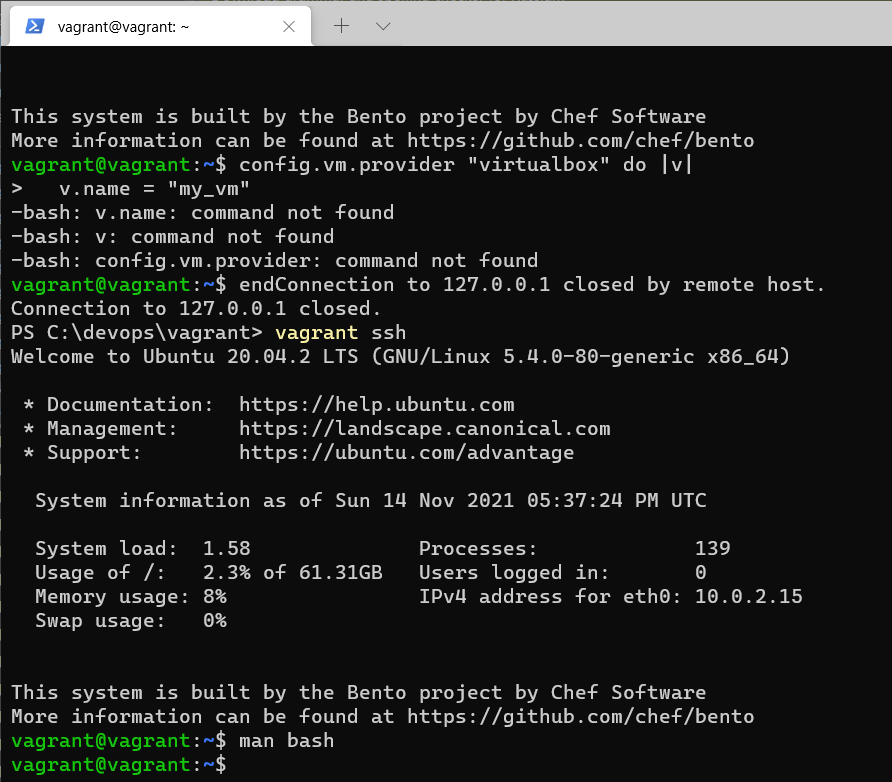 vagrant@vagrant: ~
This system is built by the Bento project by Chef Software
More information can be found at https://github.com/chef/bento
vagrant@vagrant:~$ config.vm.provider "virtualbox" do |v|
>   v.name = "my_vm"
-bash: v.name: command not found
-bash: v: command not found
-bash: config.vm.provider: command not found
vagrant@vagrant:~$ endConnection to 127.0.0.1 closed by remote host.
Connection to 127.0.0.1 closed.
PS C:\devops\vagrant> vagrant ssh
Welcome to Ubuntu 20.04.2 LTS (GNU/Linux 5.4.0-80-generic x86_64)
 * Documentation:  https://help.ubuntu.com
 * Management:     https://landscape.canonical.com
 * Support:        https://ubuntu.com/advantage
  System information as of Sun 14 Nov 2021 05:37:24 PM UTC
  System load:  1.58              Processes:             139
  Usage of /:   2.3% of 61.31GB   Users logged in:       0
  Memory usage: 8%                IPv4 address for eth0: 10.0.2.15
  Swap usage:   0%
This system is built by the Bento project by Chef Software
More information can be found at https://github.com/chef/bento
vagrant@vagrant:~$ man bash
vagrant@vagrant:~$